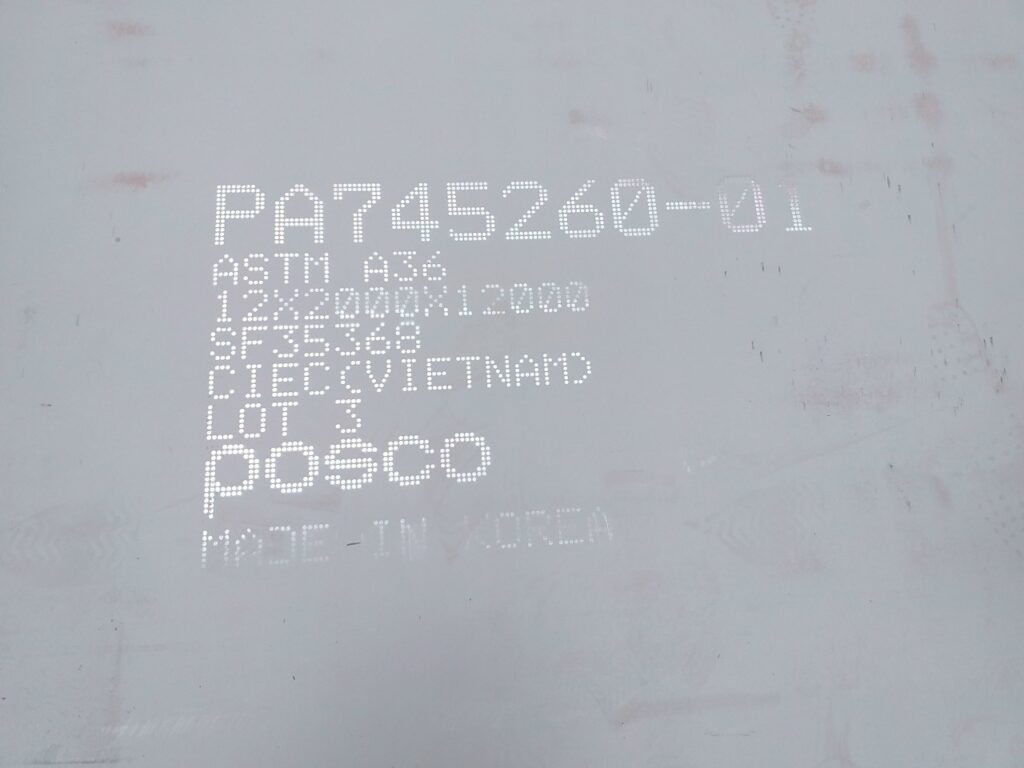 PA745260-01
ASTM A36
12X2000X12000
SF35368
CIEC(VIETNAM)
LOT 3
posco
MADE IN KOREA